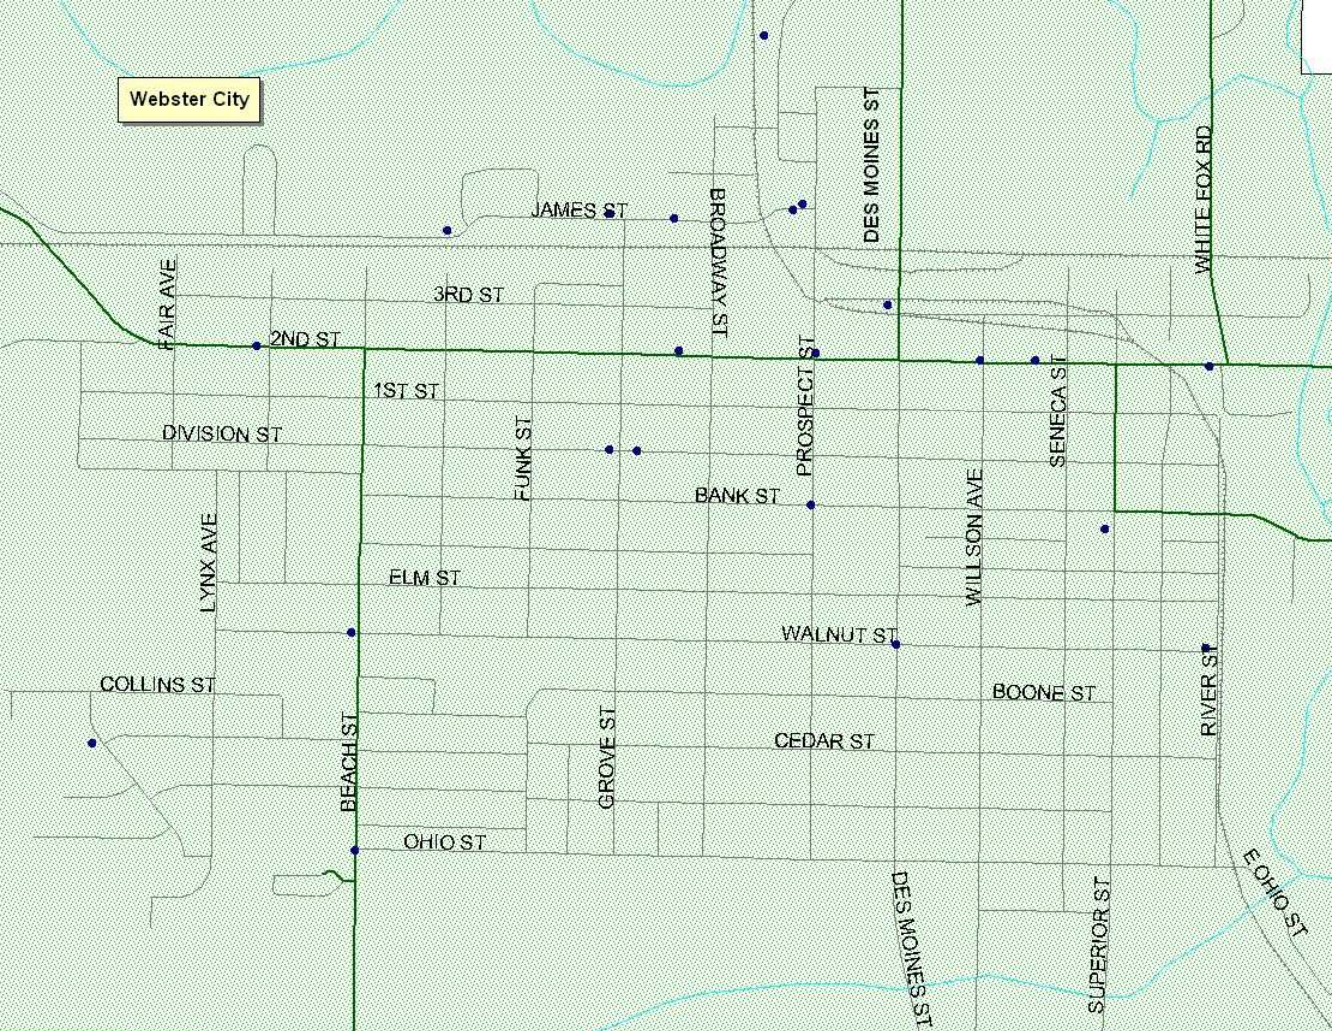 Webster City
DES MOINES ST
WHITE FOX RD
JAMES ST
BROADWAY ST
FAIR AVE
3RD ST
2ND ST
PROSPECT ST
1ST ST
SENECA ST
DIVISION ST
FUNK ST
BANK ST
WILLSON AVE
LYNX AVE
ELM ST
WALNUT ST
COLLINS ST
BOONE ST
RIVER ST
BEACH ST
GROVE ST
CEDAR ST
OHIO ST
E OHIO ST
DES MOINES ST
SUPERIOR ST